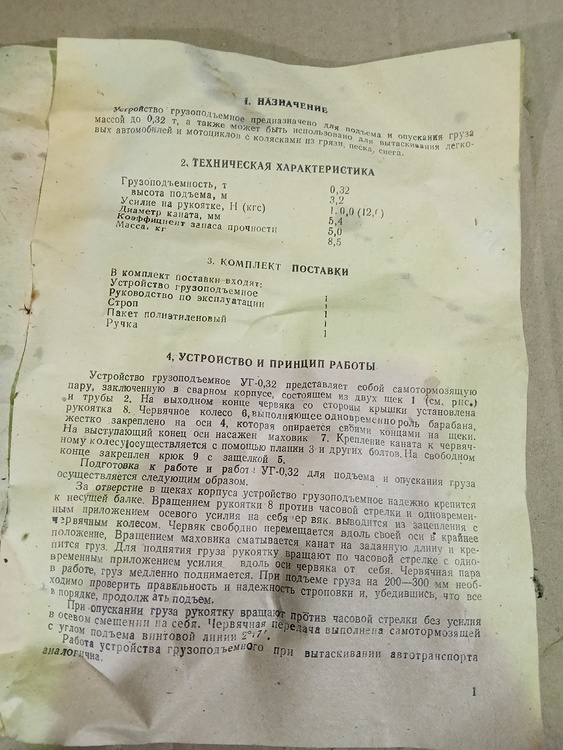 1. НАЗНАЧЕНИЕ
Устройство грузоподъемное предназначено для подъема и опускания груза
массой до 0,32 т, а также может быть использовано для вытаскивания легко-
вых автомобилей и мотоциклов с колясками из грязи, песка, снега.
2. ТЕХНИЧЕСКАЯ ХАРАКТЕРИСТИКА
Грузоподъемность, т 0,32
высота подъема, м 3,2
Усилие на рукоятке, Н (кгс)
Диаметр каната, мм 5,4
Коэффициент запаса прочности 5,0
Масса, кг 8,5
3. КОМПЛЕКТ ПОСТАВКИ
В комплект поставки входят:
Устройство грузоподъемное 1
Руководство по эксплуатации 1
Строп 1
Пакет полиэтиленовый 1
Ручка 1
4. УСТРОЙСТВО И ПРИНЦИП РАБОТЫ
Устройство грузоподъемное УГ-0,32 представляет собой самотормозящую
пару, заключенную в сварном корпусе, состоящем из двух щек 1 (см. рис.)
и трубы 2. На выходном конце червяка со стороны крышки установлена
рукоятка 8. Червячное колесо 6, выполняющее одновременно роль барабана,
жестко закреплено на оси 4, которая опирается своими концами на щеки.
На выступающий конец оси насажен маховик 7. Крепление каната к червяч-
ному колесу осуществляется с помощью планки 3 и других болтов. На свободном
конце закреплен крюк 9 с защелкой 5.
Подготовка к работе и работа УГ-0,32 для подъема и опускания груза
осуществляется следующим образом.
За отверстие в щеках корпуса устройство грузоподъемное надежно крепится
к несущей балке. Вращением рукоятки 8 против часовой стрелки и одновремен-
ным приложением осевого усилия на себя червяк выводится из зацепления с
червячным колесом. Червяк свободно перемещается вдоль своей оси в крайнее
положение, Вращением маховика сматывается канат на заданную длину и кре-
пится груз. Для поднятия груза рукоятку вращают по часовой стрелке с одно-
временным приложением усилия вдоль оси червяка от себя. Червячная пара
в работе, груз медленно поднимается. При подъеме груза на 200—300 мм необ-
ходимо проверить правильность и надежность строповки и, убедившись, что все
в порядке, продолжать подъем.
При опускании груза рукоятку вращают против часовой стрелки без усилия
в осевом смещении на себя. Червячная передача выполнена самотормозящей
с углом подъема винтовой линии
Работа устройства грузоподъемного при вытаскивании автотранспорта
аналогична.
1